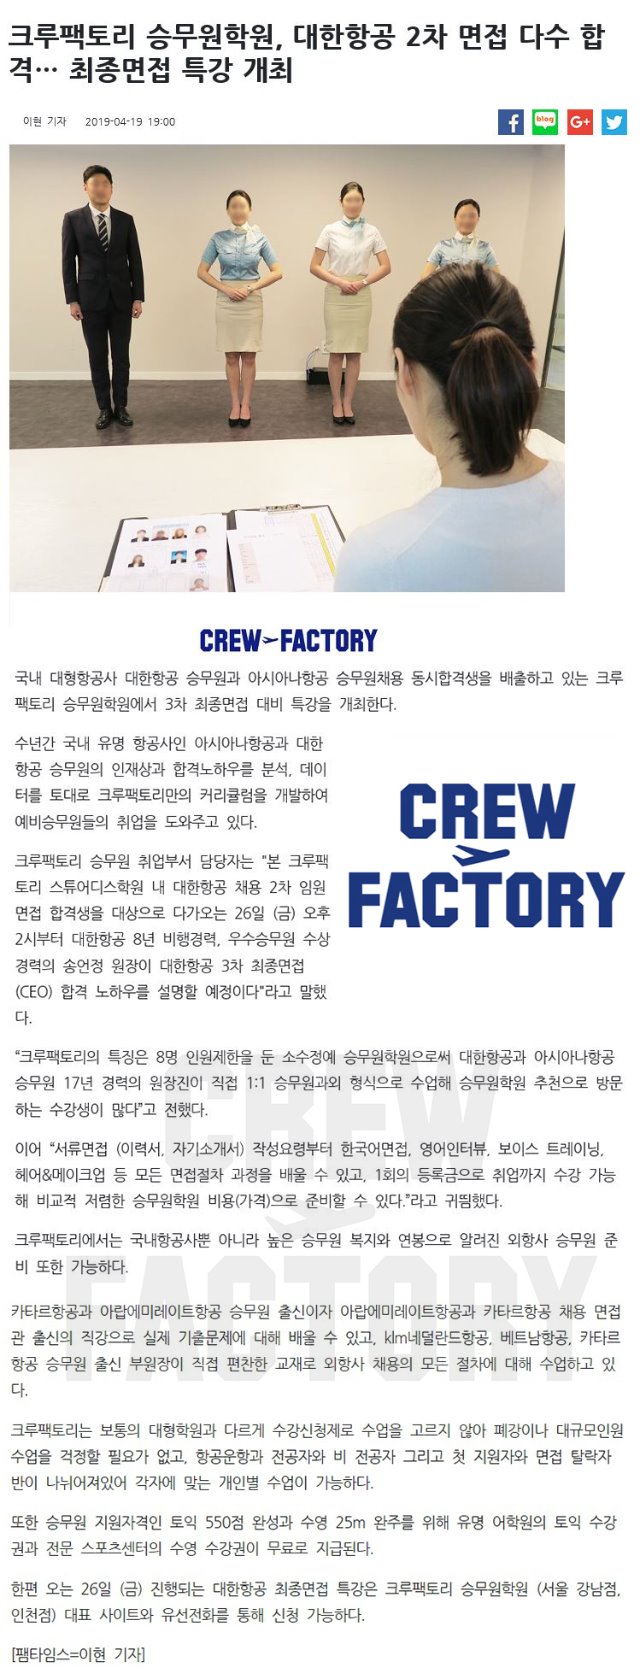 크루팩토리 승무원학원, 대한항공 2차 면접 다수 합
격… 최종면접 특강 개최
이현 기자 2019-04-19 19:00
blog
G+
CREW FACTORY
국내 대형항공사 대한항공 승무원과 아시아나항공 승무원채용 동시합격생을 배출하고 있는 크루
팩토리 승무원학원에서 3차 최종면접 대비 특강을 개최한다.
수년간 국내 유명 항공사인 아시아나항공과 대한
항공 승무원의 인재상과 합격노하우를 분석, 데이
터를 토대로 크루팩토리만의 커리큘럼을 개발하여
예비승무원들의 취업을 도와주고 있다.
크루팩토리 승무원 취업부서 담당자는 "본 크루팩
토리 스튜어디스학원 내 대한항공 채용 2차 임원
면접 합격생을 대상으로 다가오는 26일 (금) 오후
2시부터 대한항공 8년 비행경력, 우수승무원 수상
경력의 송언정 원장이 대한항공 3차 최종면접
(CEO) 합격 노하우를 설명할 예정이다"라고 말했
다.
CREW
FACTORY
“크루팩토리의 특징은 8명 인원제한을 둔 소수정예 승무원학원으로써 대한항공과 아시아나항공
승무원 17년 경력의 원장진이 직접 1:1 승무원과외 형식으로 수업해 승무원학원 추천으로 방문
하는 수강생이 많다”고 전했다.
이어 “서류면접 (이력서, 자기소개서) 작성요령부터 한국어면접, 영어인터뷰, 보이스 트레이닝,
헤어&메이크업 등 모든 면접절차 과정을 배울 수 있고, 1회의 등록금으로 취업까지 수강 가능
해 비교적 저렴한 승무원학원 비용(가격)으로 준비할 수 있다.”라고 귀띔했다.
크루팩토리에서는 국내항공사뿐 아니라 높은 승무원 복지와 연봉으로 알려진 외항사 승무원 준
비 또한 가능하다.
카타르항공과 아랍에미레이트항공 승무원 출신이자 아랍에미레이트항공과 카타르항공 채용 면접
관 출신의 직강으로 실제 기출문제에 대해 배울 수 있고, klm네덜란드항공, 베트남항공, 카타르
항공 승무원 출신 부원장이 직접 편찬한 교재로 외항사 채용의 모든 절차에 대해 수업하고 있
다.
크루팩토리는 보통의 대형학원과 다르게 수강신청제로 수업을 고르지 않아 폐강이나 대규모인원
수업을 걱정할 필요가 없고, 항공운항과 전공자와 비 전공자 그리고 첫 지원자와 면접 탈락자
반이 나뉘어져있어 각자에 맞는 개인별 수업이 가능하다.
또한 승무원 지원자격인 토익 550점 완성과 수영 25m 완주를 위해 유명 어학원의 토익 수강
권과 전문 스포츠센터의 수영 수강권이 무료로 지급된다.
한편 오는 26일 (금) 진행되는 대한항공 최종면접 특강은 크루팩토리 승무원학원 (서울 강남점,
인천점) 대표 사이트와 유선전화를 통해 신청 가능하다.
[팸타임스=이현 기자]
CREW
FACTORY